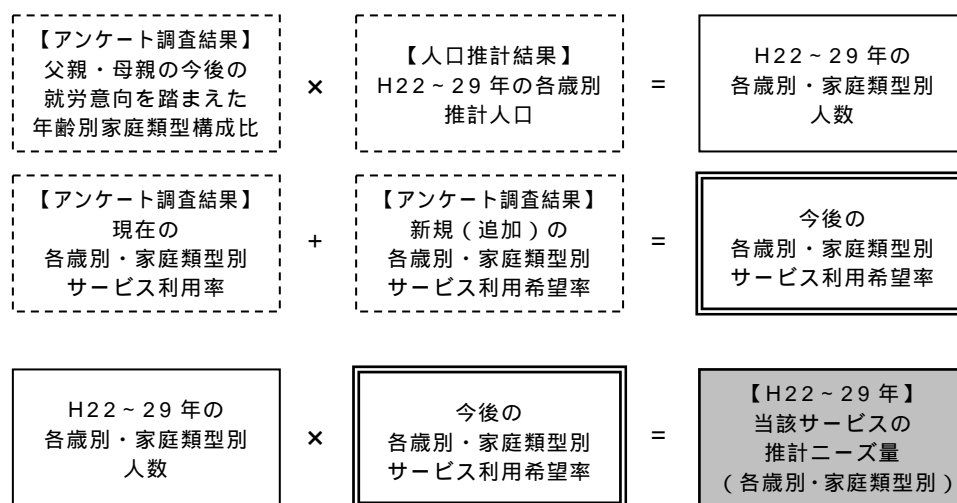 【アンケート調査結果】
父親・母親の今後の
就労意向を踏まえた
年齢別家庭類型構成比
×
【人口推計結果】
H22~29年の各歳別
推計人口
=
H22~29年の
各歳別・家庭類型別
人数
【アンケート調査結果】
現在の
各歳別・家庭類型別
サービス利用率
+
【アンケート調査結果】
新規(追加)の
各歳別・家庭類型別
サービス利用希望率
=
今後の
各歳別・家庭類型別
サービス利用希望率
H22~29年の
各歳別・家庭類型別
人数
×
今後の
各歳別・家庭類型別
サービス利用希望率
=
【H22~29年】
当該サービスの
推計ニーズ量
(各歳別・家庭類型別)